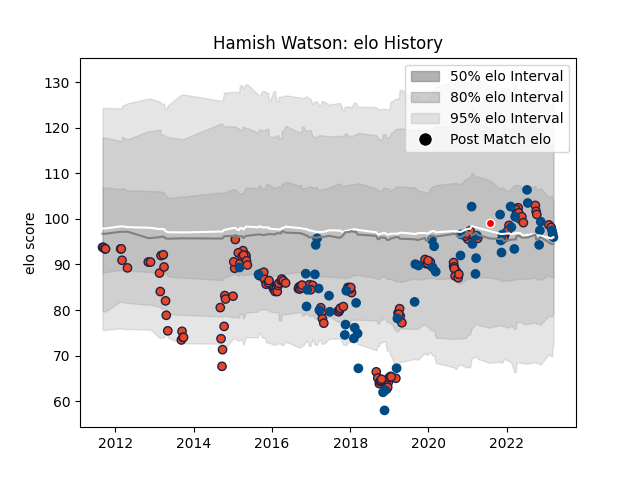 Hamish Watson: elo History
50% elo Interval
80% elo Interval
95% elo Interval
Post Match elo
elo score
130
120
110
100
90
80
70
60
2012
2014
2016
2018
2020
2022